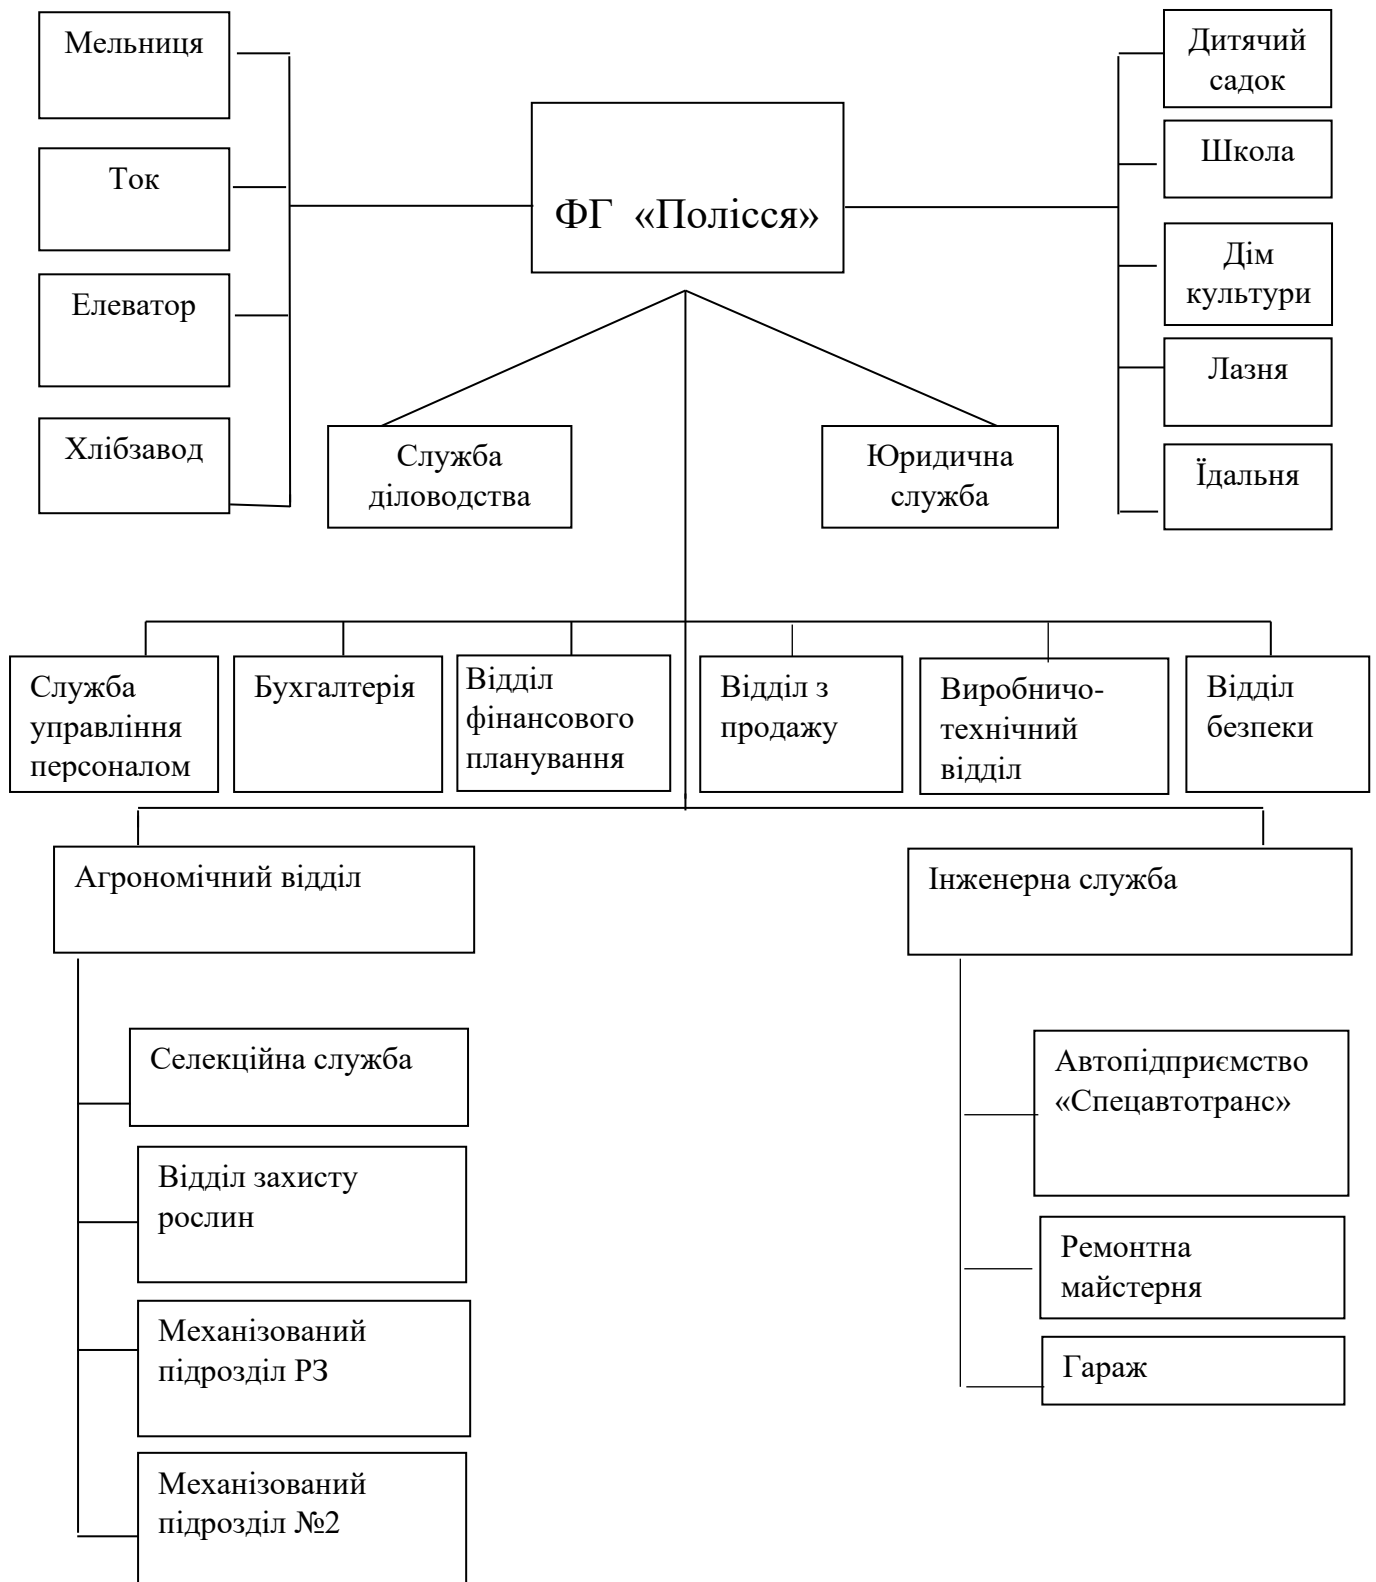 Мельниця
Ток
Елеватор
Хлібзавод
ФГ «Полісся»
Дитячий
садок
Школа
Дім
культури
Лазня
Їдальня
Служба
діловодства
Юридична
служба
Служба
управління
персоналом
Бухгалтерія
Відділ
фінансового
планування
Відділ з
продажу
Виробничо-
технічний
відділ
Відділ
безпеки
Агрономічний відділ
Інженерна служба
Селекційна служба
Відділ захисту
рослин
Механізований
підрозділ РЗ
Механізований
підрозділ №2
Автопідприємство
«Спецавтотранс»
Ремонтна
майстерня
Гараж